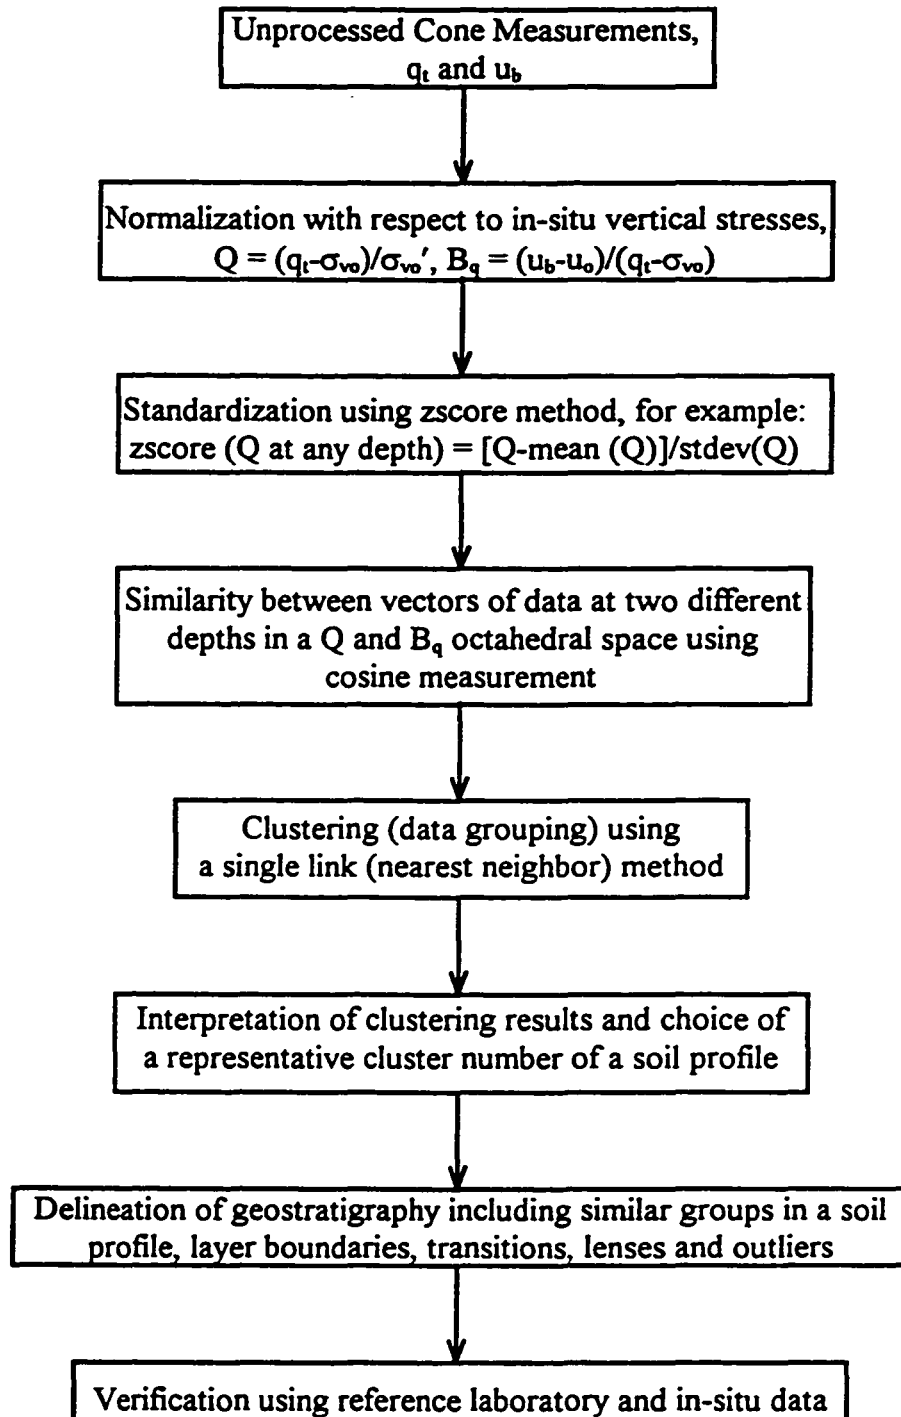 Unprocessed Cone Measurements,
qₜ and u_b
Normalization with respect to in-situ vertical stresses,
Q = (qₜ-σᵥₒ)/σᵥₒ′, B_q = (u_b-uₒ)/(qₜ-σᵥₒ)
Standardization using zscore method, for example:
zscore (Q at any depth) = [Q-mean (Q)]/stdev(Q)
Similarity between vectors of data at two different
depths in a Q and B_q octahedral space using
cosine measurement
Clustering (data grouping) using
a single link (nearest neighbor) method
Interpretation of clustering results and choice of
a representative cluster number of a soil profile
Delineation of geostratigraphy including similar groups in a soil
profile, layer boundaries, transitions, lenses and outliers
Verification using reference laboratory and in-situ data